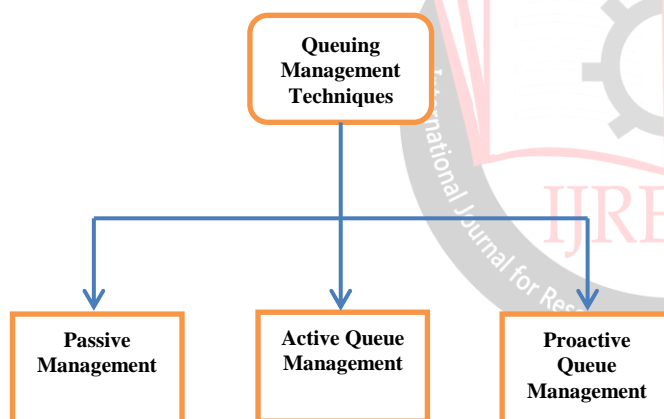 Queuing
Management
Techniques
International Journal for Res
IJRE
Passive
Management
Active Queue
Management
Proactive
Queue
Management